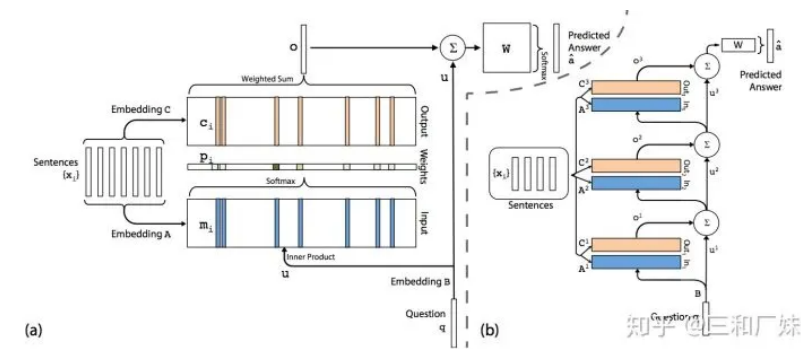 o
Weighted Sum
Embedding C
c_i
Output
Sentences
{x_i}
p_i
Weights
Softmax
Embedding A
m_i
Input
Inner Product
u
Embedding B
Question
q
Σ
u
W
Softmax
Predicted
Answer
â
(a)
{x_i}
Sentences
C³
A³
Out₃
In₃
o³
Σ
u³
W
â
Predicted
Answer
C²
A²
Out₂
In₂
o²
Σ
u²
C¹
A¹
Out₁
In₁
o¹
Σ
u¹
B
Question q
(b)
知乎 @三和厂妹